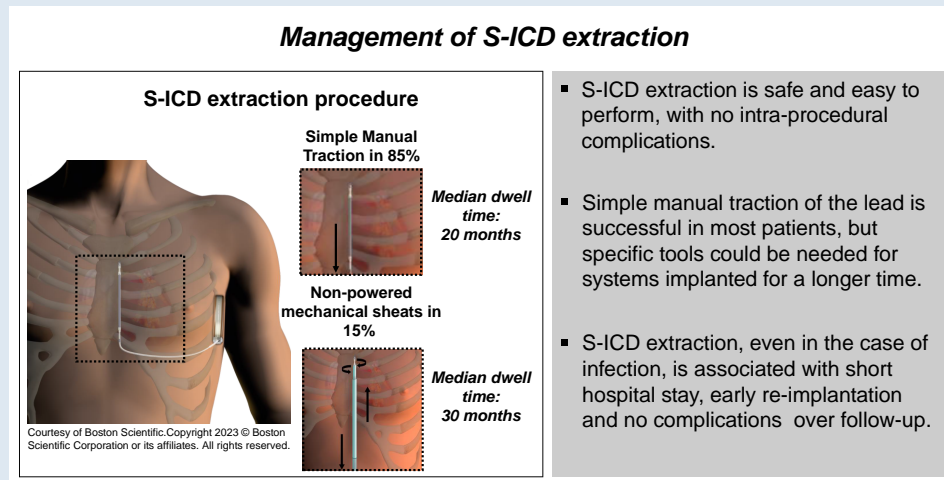 Management of S-ICD extraction
S-ICD extraction procedure
Simple Manual
Traction in 85%
Median dwell
time:
20 months
Non-powered
mechanical sheats in
15%
Median dwell
time:
30 months
Courtesy of Boston Scientific.Copyright 2023 © Boston
Scientific Corporation or its affiliates. All rights reserved.
▪ S-ICD extraction is safe and easy to
perform, with no intra-procedural
complications.
▪ Simple manual traction of the lead is
successful in most patients, but
specific tools could be needed for
systems implanted for a longer time.
▪ S-ICD extraction, even in the case of
infection, is associated with short
hospital stay, early re-implantation
and no complications over follow-up.